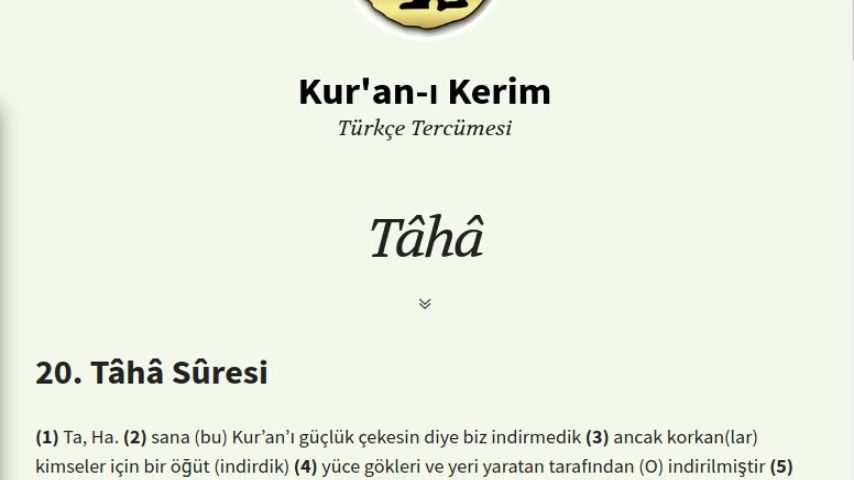 Kur'an-ı Kerim
Türkçe Tercümesi
Tâhâ
20. Tâhâ Sûresi
(1) Ta, Ha. (2) sana (bu) Kur’an’ı güçlük çekesin diye biz indirmedik (3) ancak korkan(lar)
kimseler için bir öğüt (indirdik) (4) yüce gökleri ve yeri yaratan tarafından (O) indirilmiştir (5)